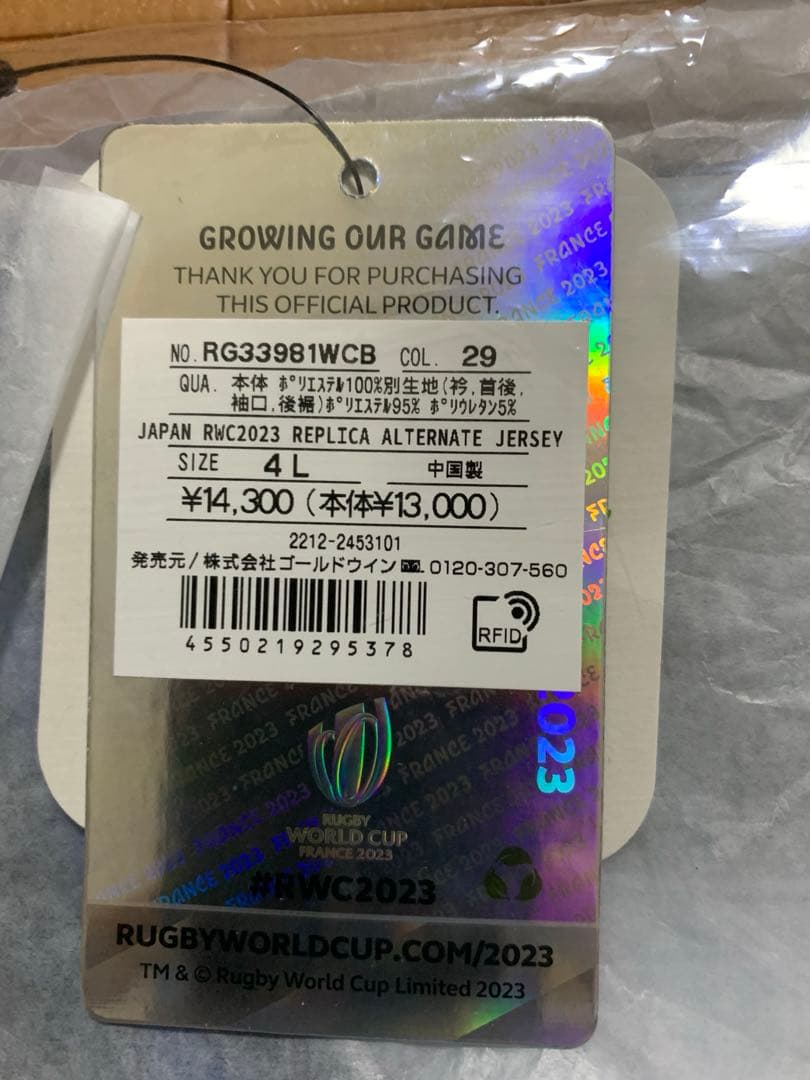 GROWING OUR GAME
THANK YOU FOR PURCHASING
THIS OFFICIAL PRODUCT.
NO. RG33981WCB COL. 29
QUA. 本体 ポリエステル100%別生地(衿,首後,
袖口,後裾)ポリエステル95% ポリウレタン5%
JAPAN RWC2023 REPLICA ALTERNATE JERSEY
SIZE 4L 中国製
¥14,300 (本体¥13,000)
2212-2453101
発売元/株式会社ゴールドウイン 0120-307-560
4550219295378
RFID
2023
RUGBY
WORLD CUP
FRANCE 2023
#RWC2023
RUGBYWORLDCUP.COM/2023
TM & © Rugby World Cup Limited 2023